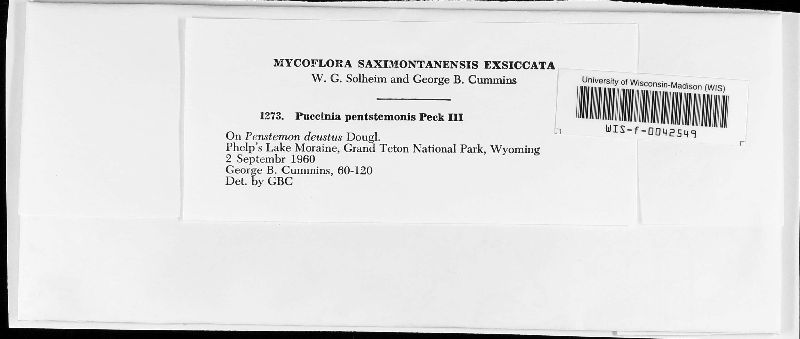 MYCOFLORA SAXIMONTANENSIS EXSICCATA
W. G. Solheim and George B. Cummins
1273. Puccinia pentstemonis Peck III
On Penstemon deustus Dougl.
Phelp's Lake Moraine, Grand Teton National Park, Wyoming
2 Septembr 1960
George B. Cummins, 60-120
Det. by GBC
University of Wisconsin-Madison (WIS)
WIS-f-0042549